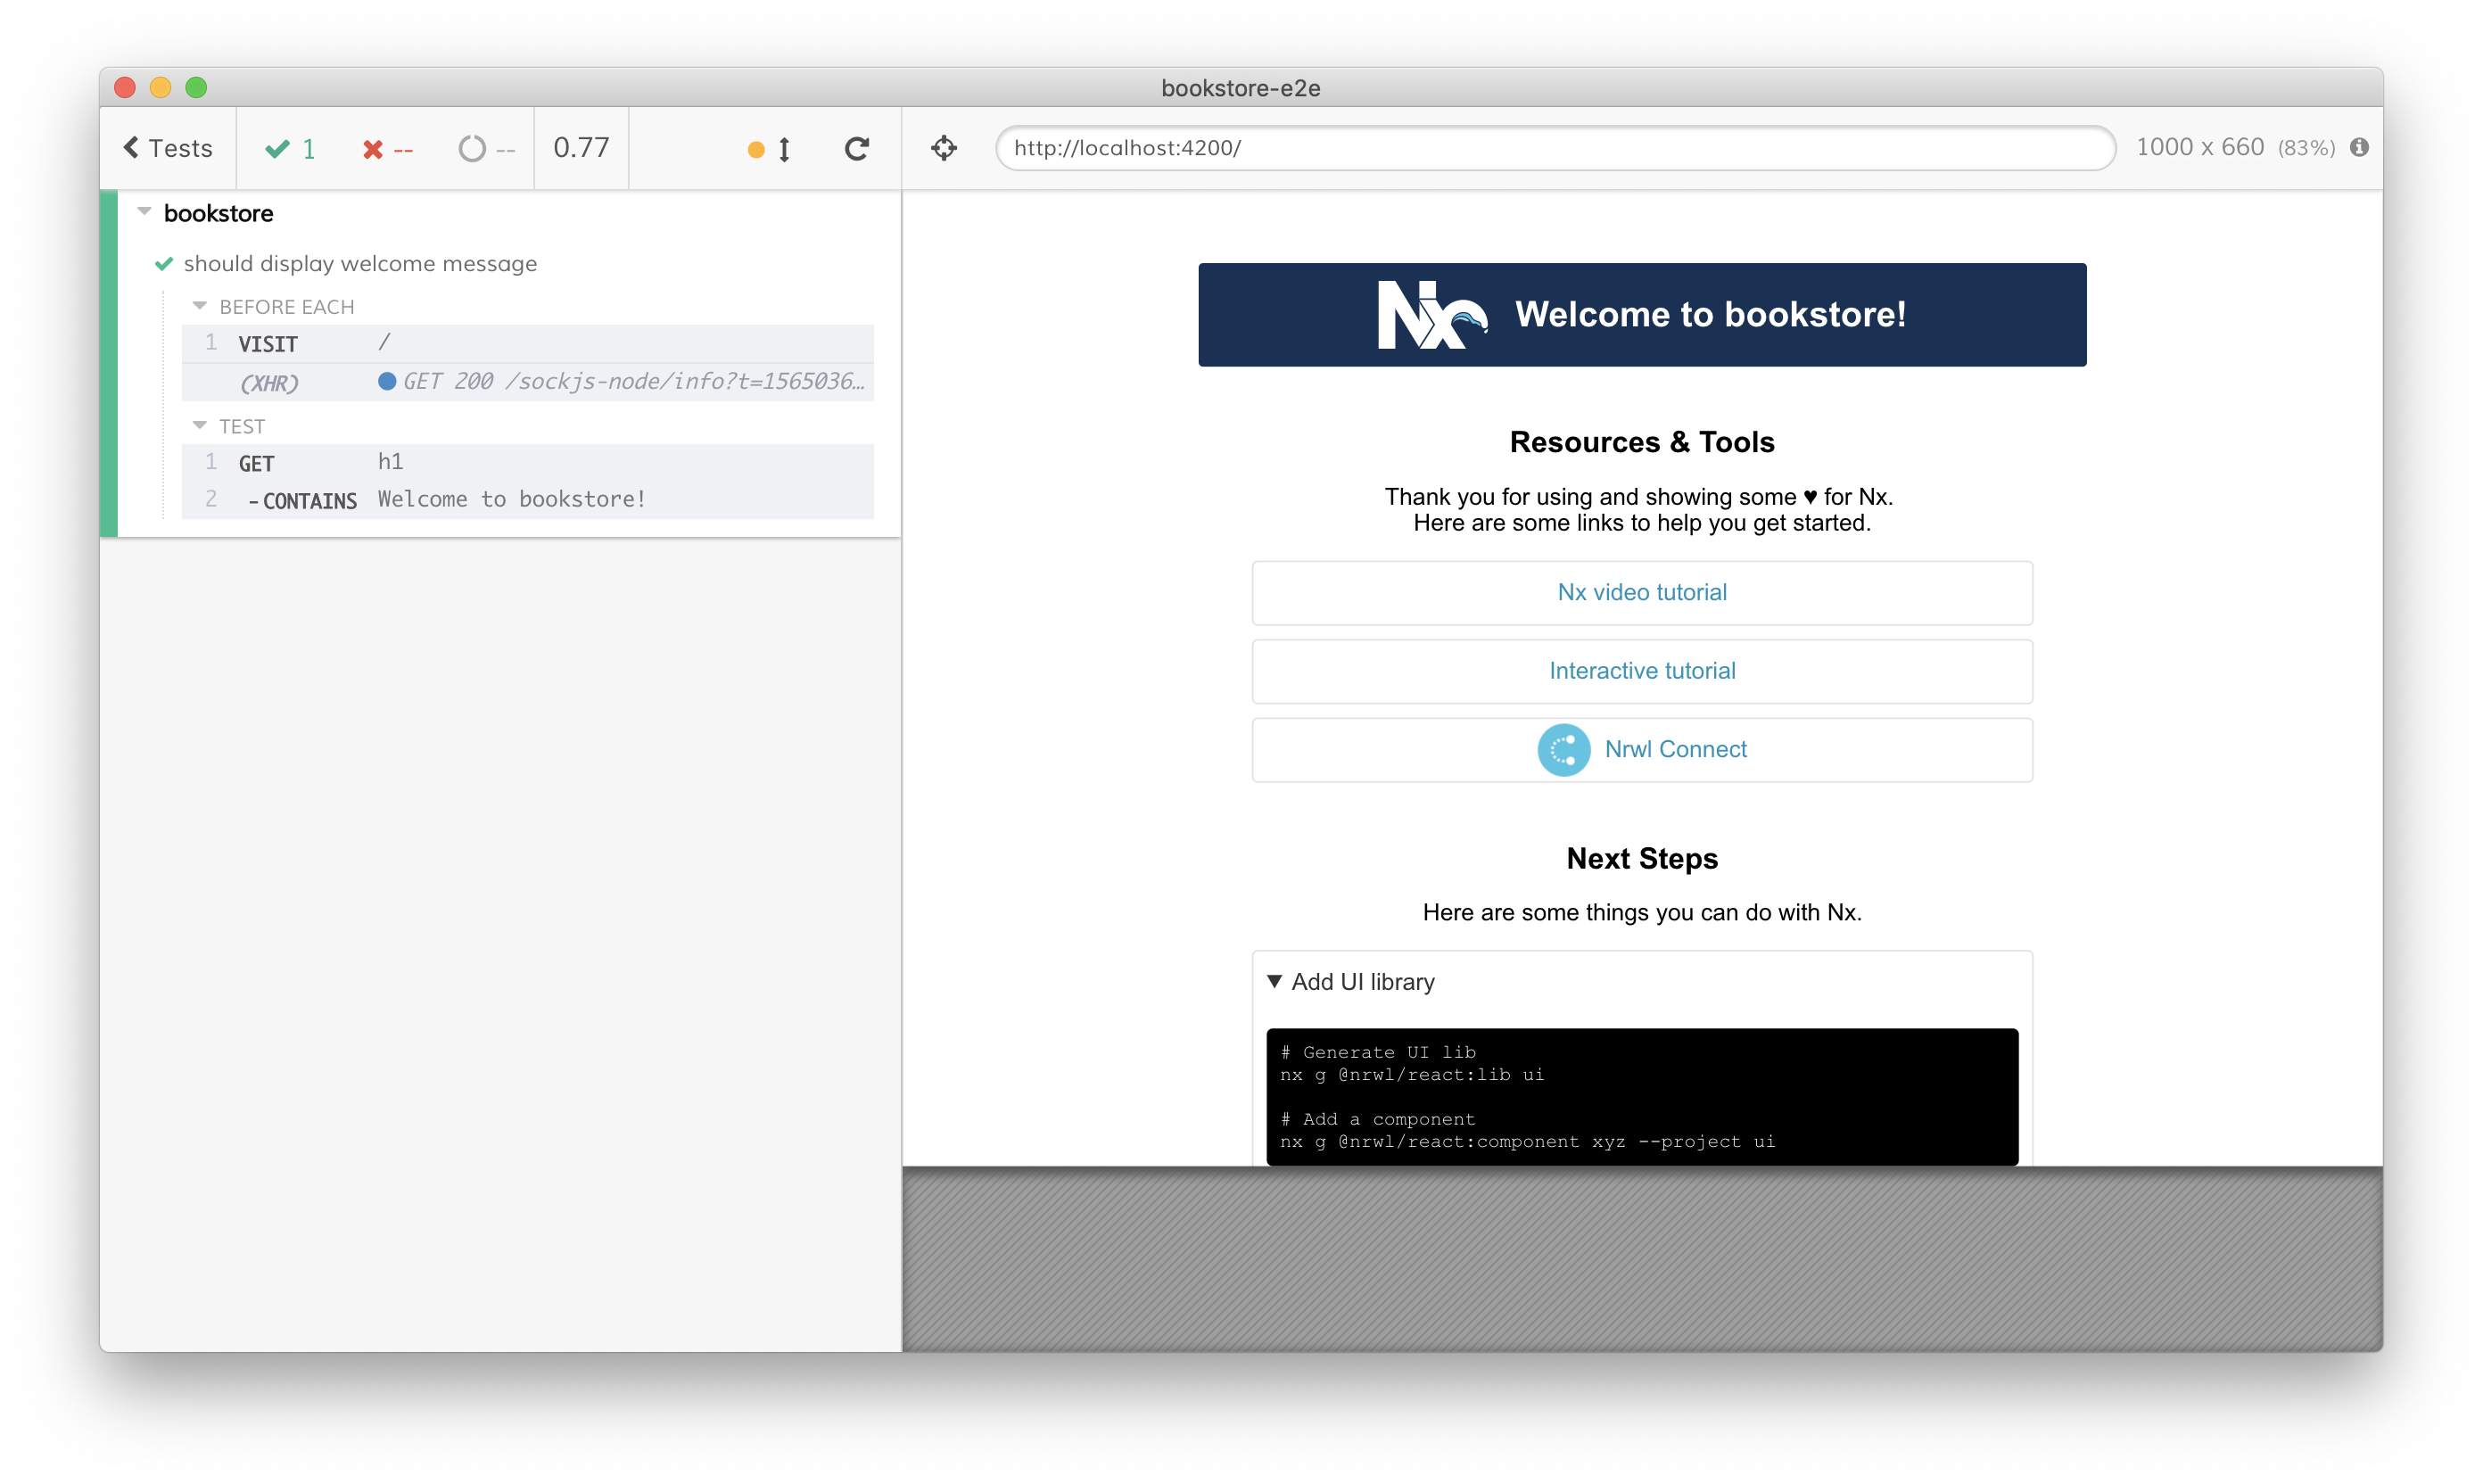 bookstore-e2e
Tests
1
--
--
0.77
http://localhost:4200/
1000 x 660 (83%)
bookstore
should display welcome message
BEFORE EACH
1 VISIT /
(XHR) GET 200 /sockjs-node/info?t=1565036…
TEST
1 GET h1
2 -CONTAINS Welcome to bookstore!
Nx Welcome to bookstore!
Resources & Tools
Thank you for using and showing some ♥ for Nx.
Here are some links to help you get started.
Nx video tutorial
Interactive tutorial
Nrwl Connect
Next Steps
Here are some things you can do with Nx.
▼ Add UI library
# Generate UI lib
nx g @nrwl/react:lib ui
# Add a component
nx g @nrwl/react:component xyz --project ui